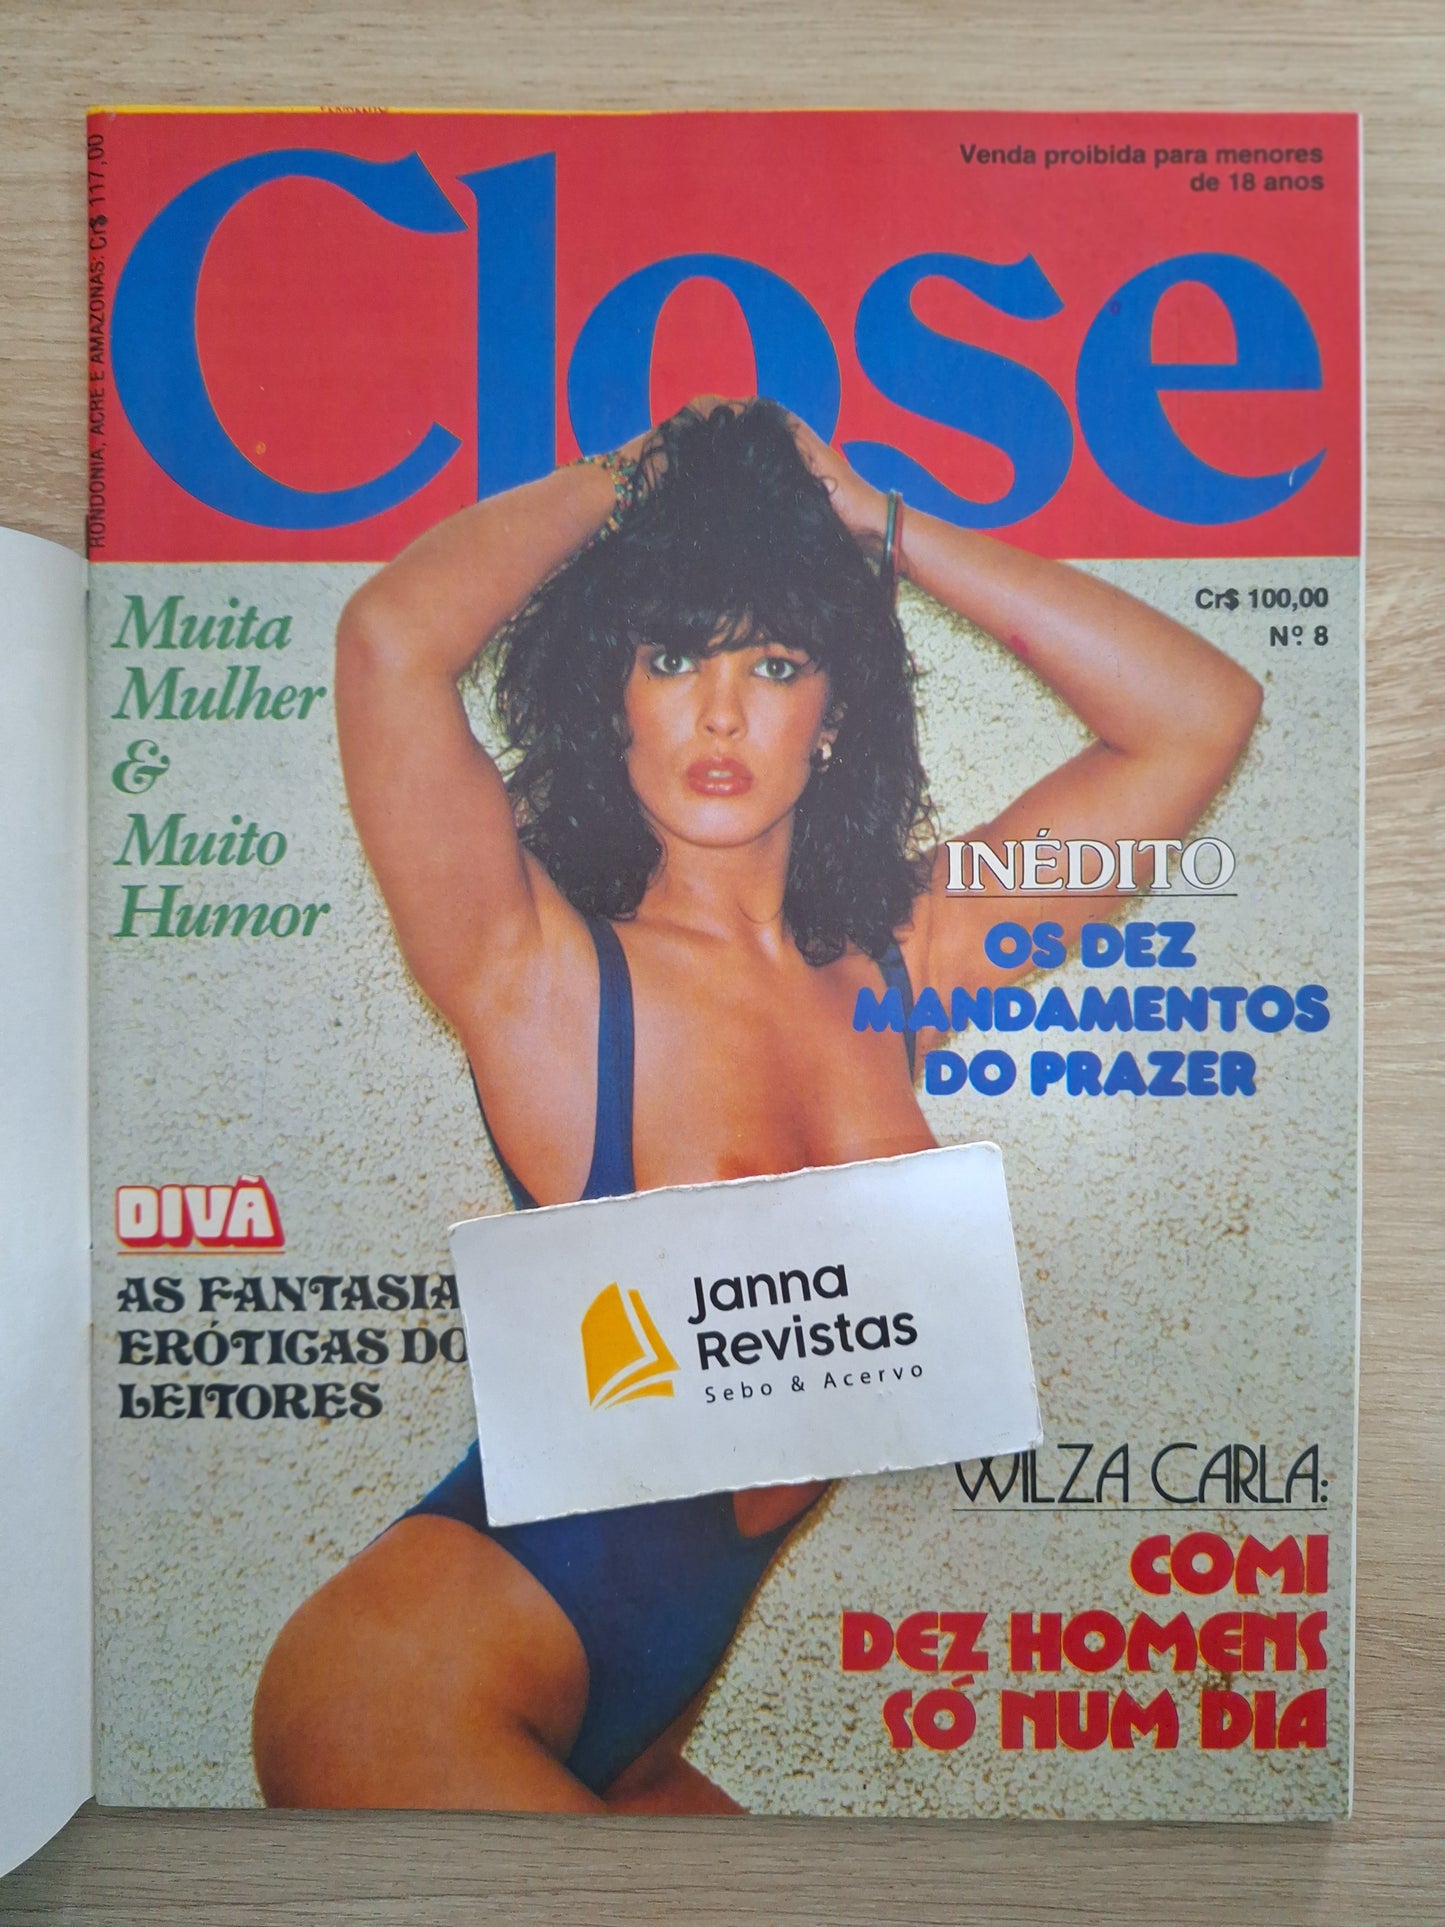 Close
Venda proibida para menores
de 18 anos
RONDONIA, ACRE E AMAZONAS: Cr$ 117,00
Cr$ 100,00
Nº 8
Muita
Mulher
&
Muito
Humor
INÉDITO
OS DEZ
MANDAMENTOS
DO PRAZER
DIVÃ
AS FANTASIA
ERÓTICAS DO
LEITORES
Janna
Revistas
Sebo & Acervo
WILZA CARLA:
COMI
DEZ HOMENS
SÓ NUM DIA